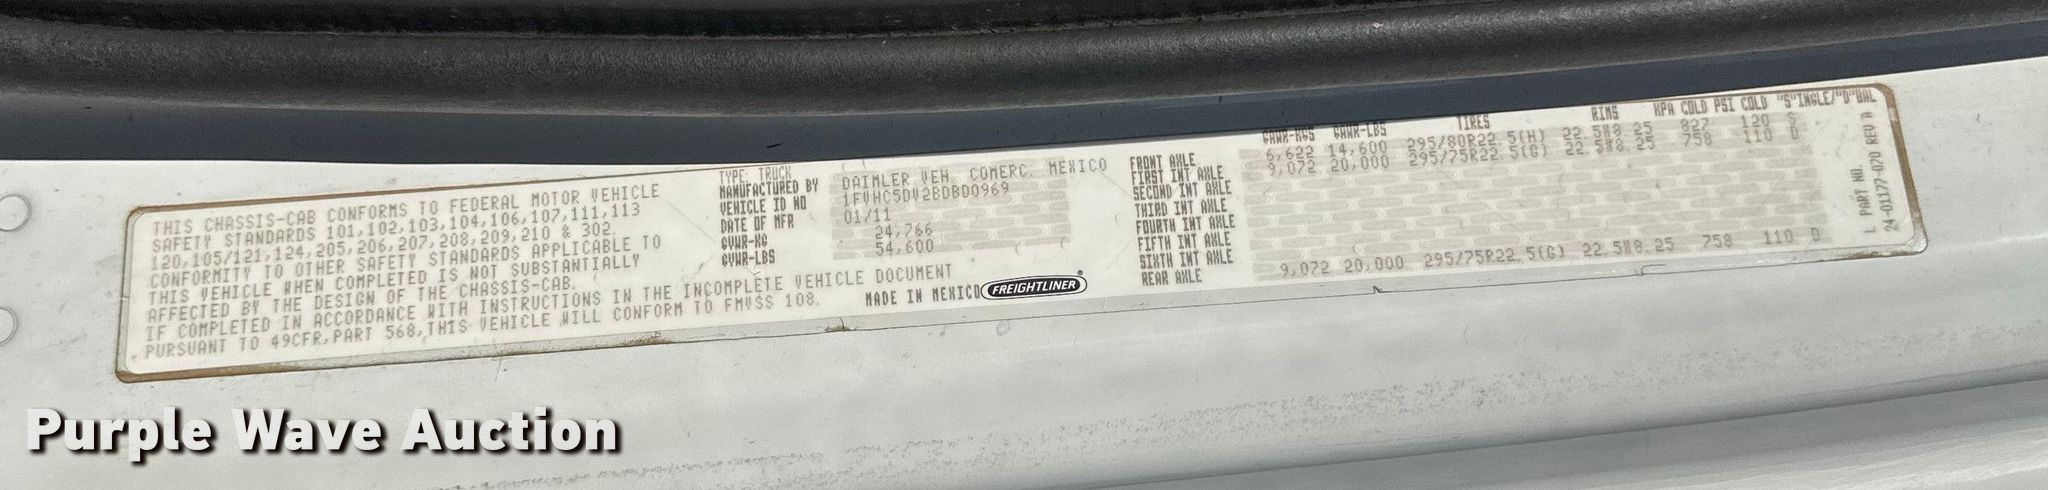 THIS CHASSIS-CAB CONFORMS TO FEDERAL MOTOR VEHICLE
SAFETY STANDARDS 101,102,103,104,106,107,111,113
120,105/121,124,205,206,207,208,209,210 & 302.
CONFORMITY TO OTHER SAFETY STANDARDS APPLICABLE TO
THIS VEHICLE WHEN COMPLETED IS NOT SUBSTANTIALLY
AFFECTED BY THE DESIGN OF THE CHASSIS-CAB.
IF COMPLETED IN ACCORDANCE WITH INSTRUCTIONS IN THE INCOMPLETE VEHICLE DOCUMENT
PURSUANT TO 49CFR,PART 568,THIS VEHICLE WILL CONFORM TO FMVSS 108.
TYPE: TRUCK
MANUFACTURED BY DAIMLER VEH. COMERC. MEXICO
VEHICLE ID NO 1FVHC5DV2BDBD0969
DATE OF MFR 01/11
GVWR-KG 24,766
GVWR-LBS 54,600
MADE IN MEXICO FREIGHTLINER®
GAWR-KGS GAWR-LBS TIRES RIMS KPA COLD PSI COLD "S"INGLE/"D"UAL
FRONT AXLE 6,622 14,600 295/80R22.5(H) 22.5X8.25 827 120 S
FIRST INT AXLE 9,072 20,000 295/75R22.5(G) 22.5X8.25 758 110 D
SECOND INT AXLE
THIRD INT AXLE
FOURTH INT AXLE
FIFTH INT AXLE
SIXTH INT AXLE
REAR AXLE 9,072 20,000 295/75R22.5(G) 22.5X8.25 758 110 D
L PART NO.
24-01177-070 REV A
Purple Wave Auction